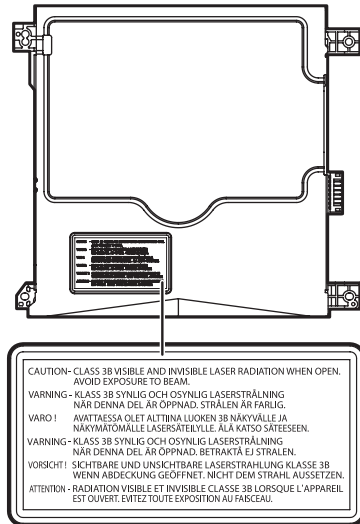 CAUTION- CLASS 3B VISIBLE AND INVISIBLE LASER RADIATION WHEN OPEN.
AVOID EXPOSURE TO BEAM.
VARNING- KLASS 3B SYNLIG OCH OSYNLIG LASERSTRÅLNING
NÄR DENNA DEL ÄR ÖPPNAD. STRÅLEN ÄR FARLIG.
VARO ! AVATTAESSA OLET ALTTIINA LUOKEN 3B NÄKYVÄLLE JA
NÄKYMÄTÖMÄLLE LASERSÄTEILYLLE. ÄLÄ KATSO SÄTEESEEN.
VARNING- KLASS 3B SYNLIG OCH OSYNLIG LASERSTRÅLNING
NÄR DENNA DEL ÄR ÖPPNAD. BETRAKTÅ EJ STRALEN.
VORSICHT ! SICHTBARE UND UNSICHTBARE LASERSTRAHLUNG KLASSE 3B
WENN ABDECKUNG GEÖFFNET. NICHT DEM STRAHL AUSSETZEN.
ATTENTION- RADIATION VISIBLE ET INVISIBLE CLASSE 3B LORSQUE L'APPAREIL
EST OUVERT. EVITEZ TOUTE EXPOSITION AU FAISCEAU.